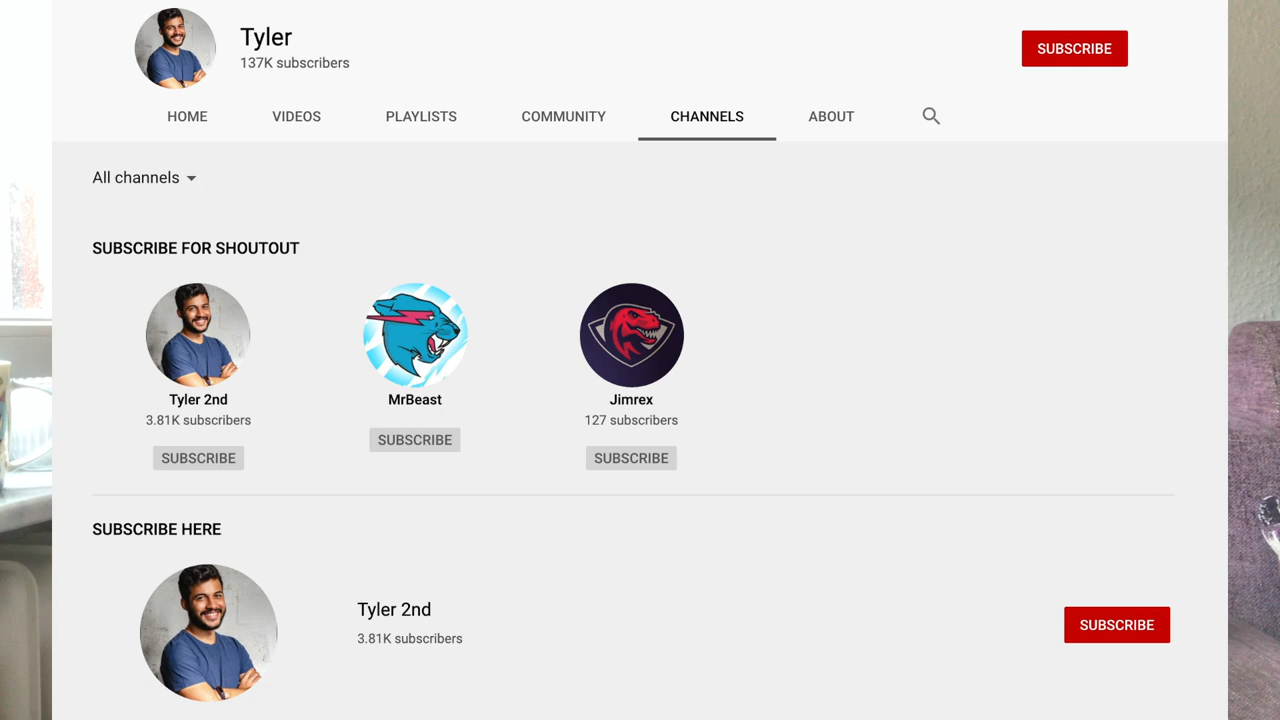 Tyler
137K subscribers
SUBSCRIBE
HOME VIDEOS PLAYLISTS COMMUNITY CHANNELS ABOUT
All channels
SUBSCRIBE FOR SHOUTOUT
Tyler 2nd
3.81K subscribers
SUBSCRIBE
MrBeast
SUBSCRIBE
Jimrex
127 subscribers
SUBSCRIBE
SUBSCRIBE HERE
Tyler 2nd
3.81K subscribers
SUBSCRIBE